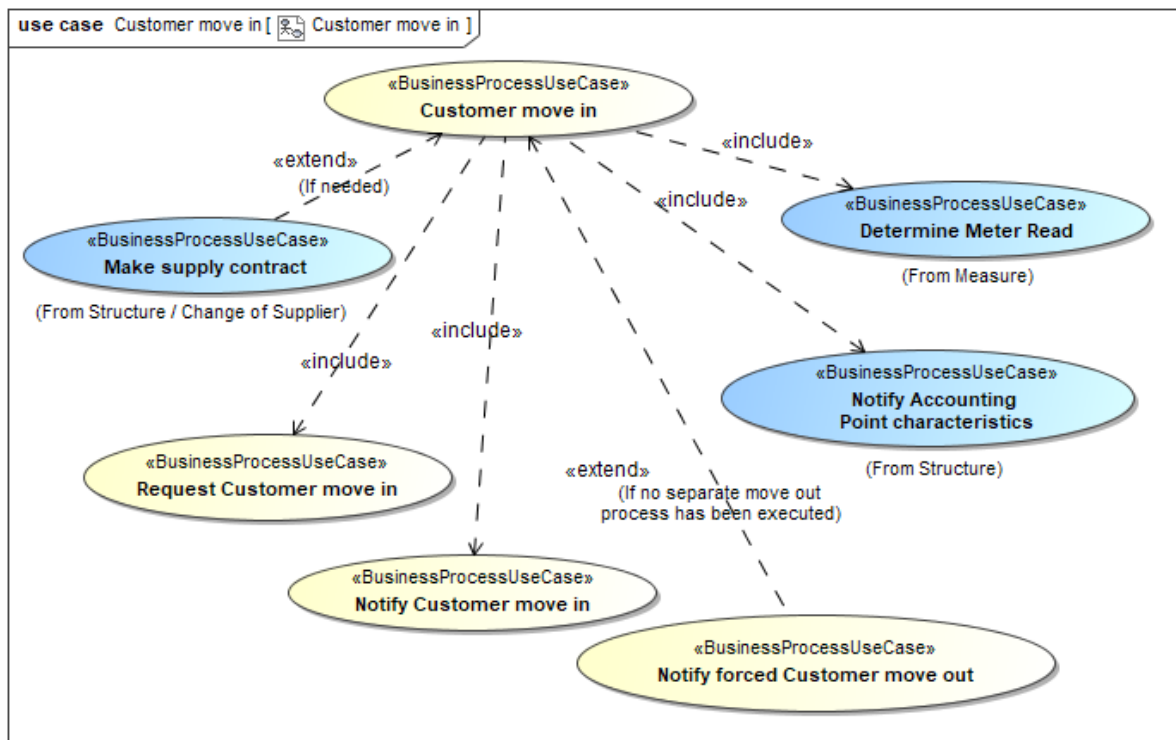 use case Customer move in [ Customer move in ]
«BusinessProcessUseCase»
Customer move in
«extend»
(If needed)
«include»
«include»
«BusinessProcessUseCase»
Make supply contract
(From Structure / Change of Supplier)
«BusinessProcessUseCase»
Determine Meter Read
(From Measure)
«include»
«include»
«BusinessProcessUseCase»
Notify Accounting
Point characteristics
(From Structure)
«BusinessProcessUseCase»
Request Customer move in
«extend»
(If no separate move out
process has been executed)
«BusinessProcessUseCase»
Notify Customer move in
«BusinessProcessUseCase»
Notify forced Customer move out